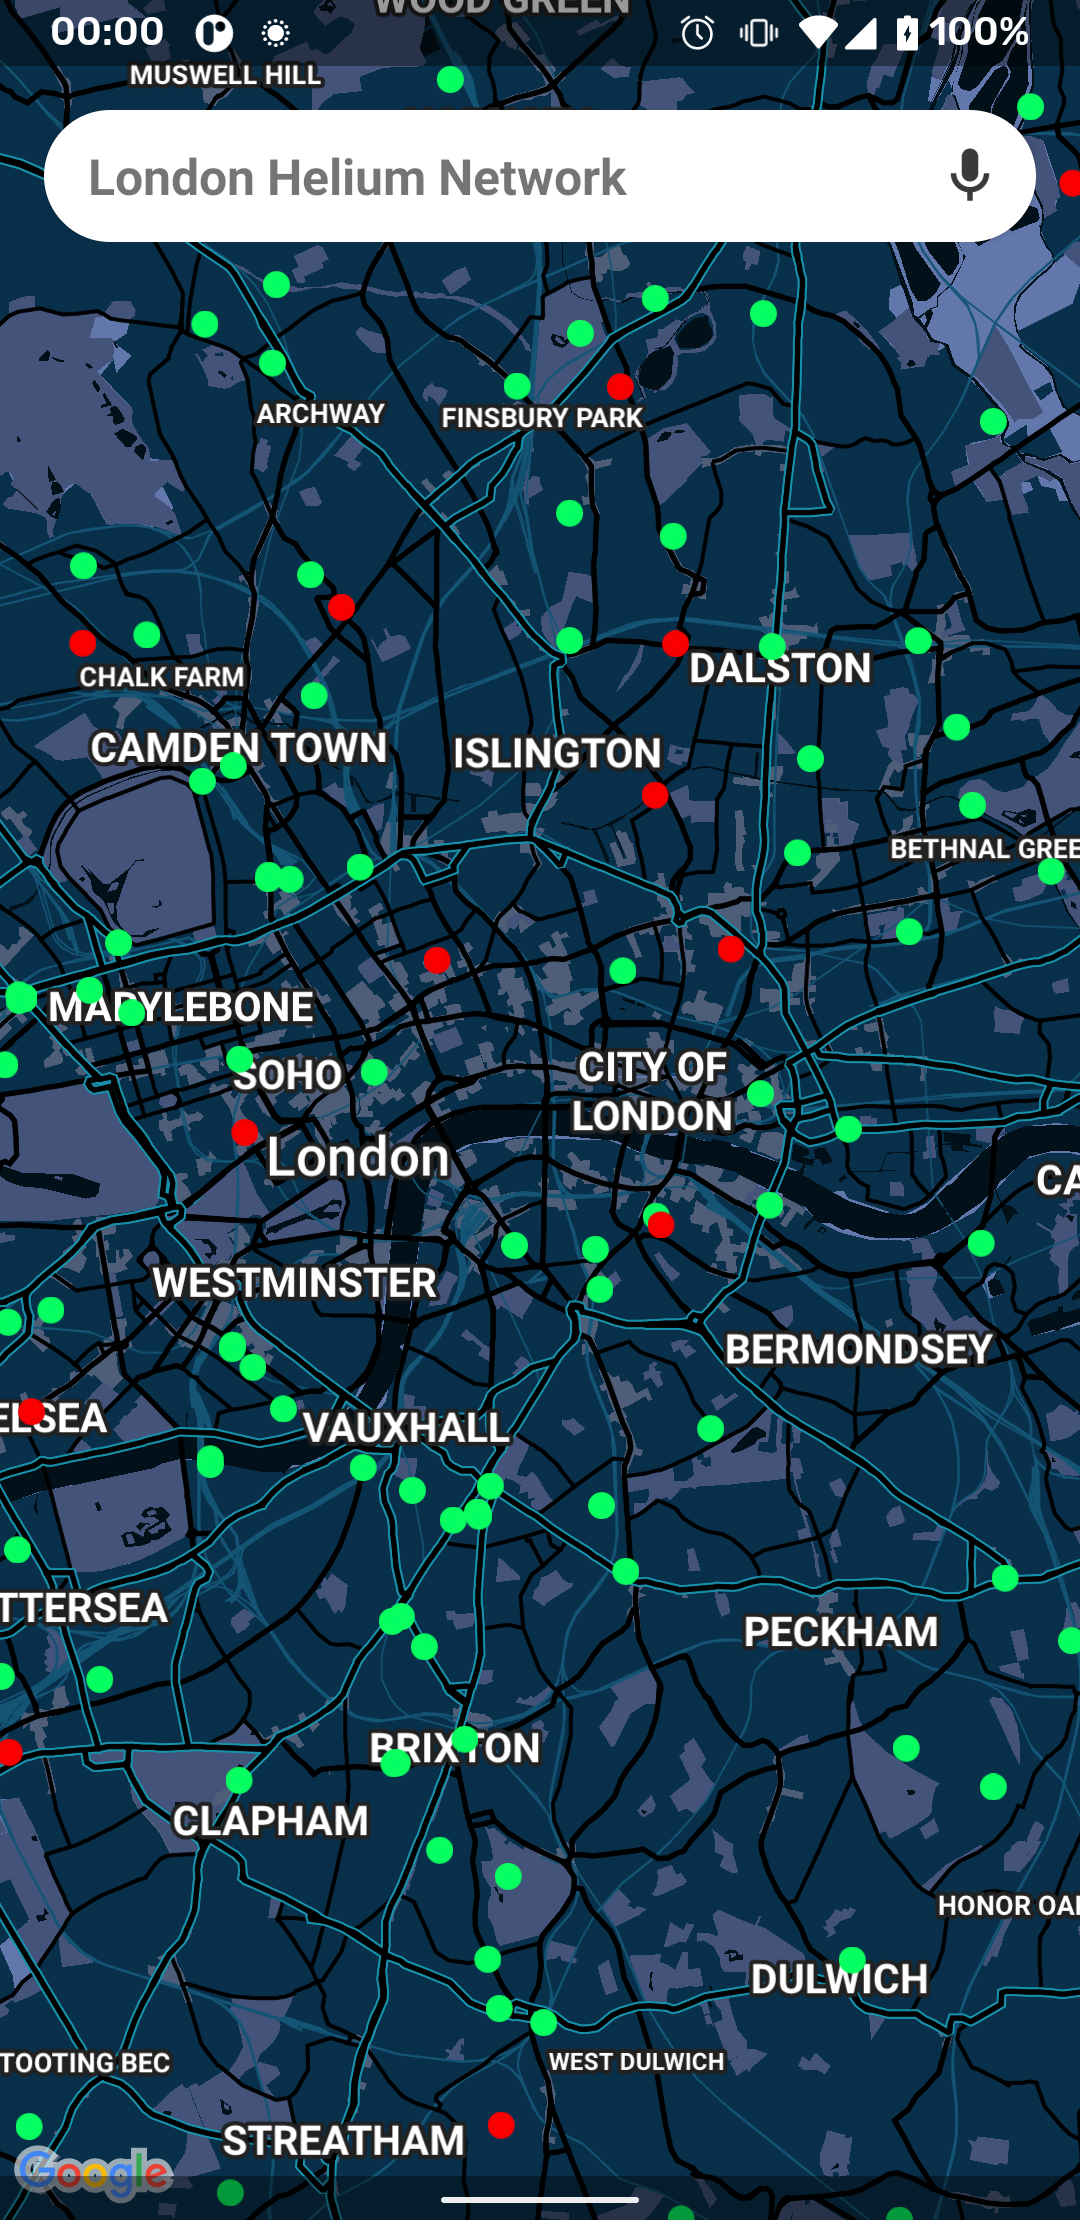 WOOD GREEN
00:00
100%
MUSWELL HILL
London Helium Network
ARCHWAY
FINSBURY PARK
CHALK FARM
DALSTON
CAMDEN TOWN
ISLINGTON
BETHNAL GREE
MARYLEBONE
SOHO
CITY OF
LONDON
London
CA
WESTMINSTER
BERMONDSEY
ELSEA
VAUXHALL
TTERSEA
PECKHAM
BRIXTON
CLAPHAM
HONOR OA
DULWICH
TOOTING BEC
WEST DULWICH
STREATHAM
Google